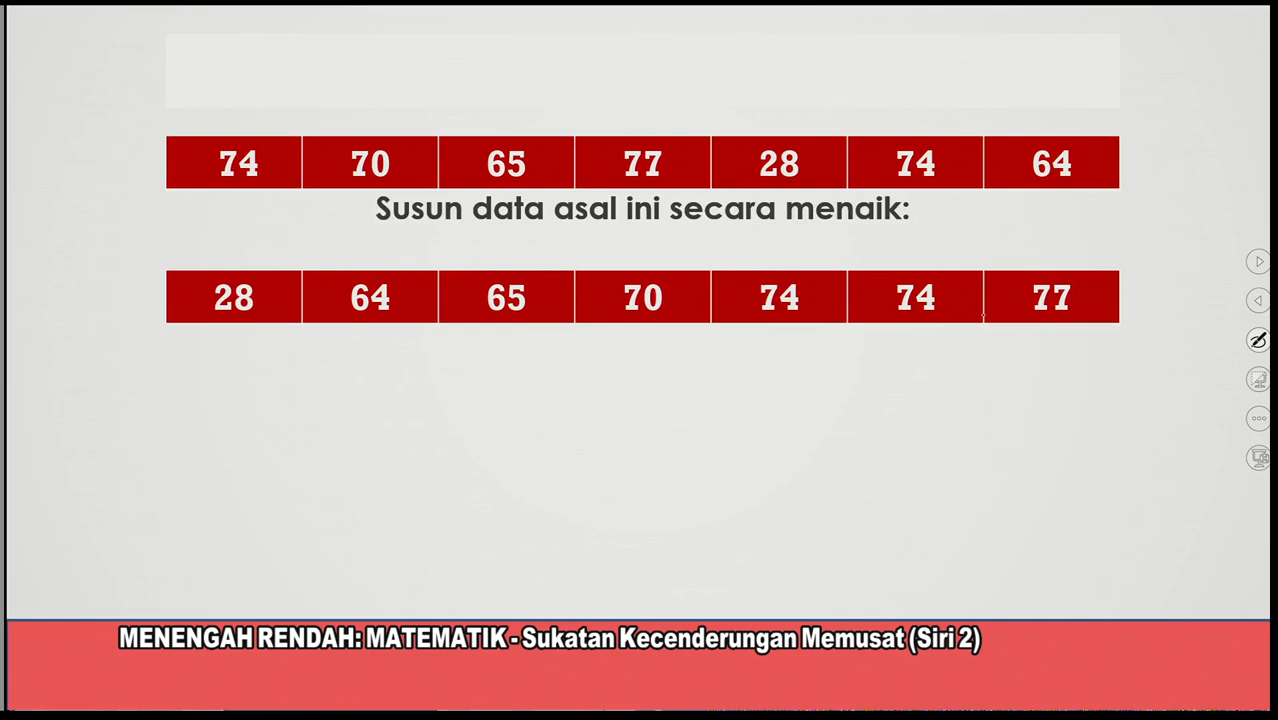 74 70 65 77 28 74 64
Susun data asal ini secara menaik:
28 64 65 70 74 74 77
MENENGAH RENDAH: MATEMATIK - Sukatan Kecenderungan Memusat (Siri 2)